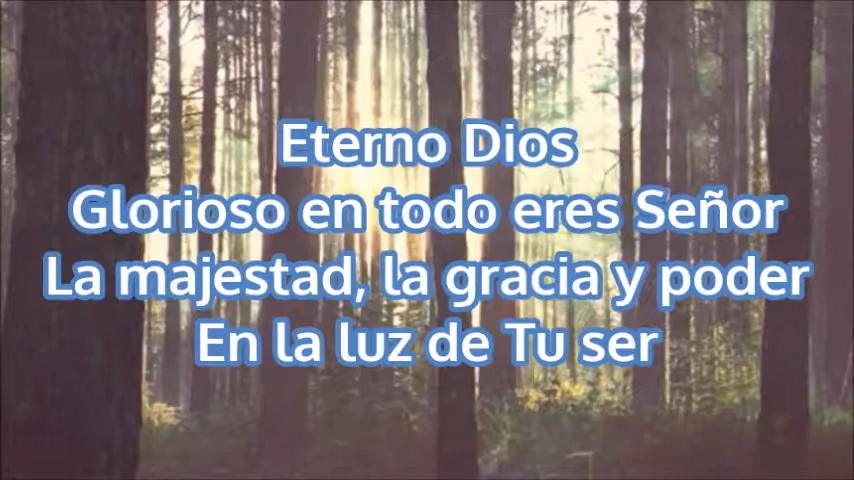 Eterno Dios
Glorioso en todo eres Señor
La majestad, la gracia y poder
En la luz de Tu ser